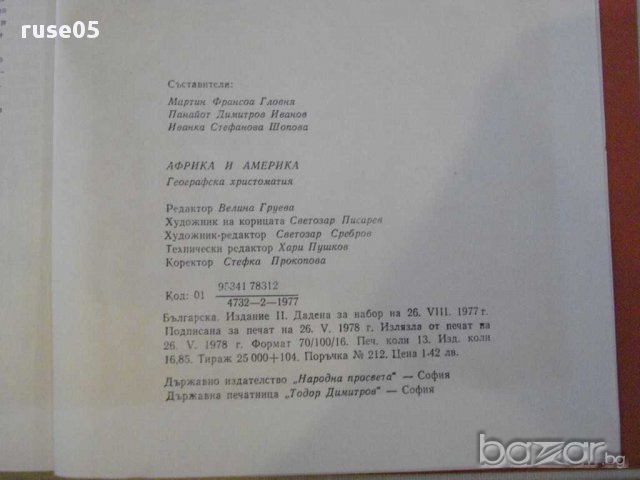 ruse05
Съставители:
Мартин Франсоа Гловня
Панайот Димитров Иванов
Иванка Стефанова Шопова
АФРИКА И АМЕРИКА
Географска христоматия
Редактор Велина Груева
Художник на корицата Светозар Писарев
Художник-редактор Светозар Сребров
Технически редактор Хари Пушков
Коректор Стефка Прокопова
Код: 01 95341 78312
4732—2—1977
Българска. Издание II. Дадена за набор на 26. VIII. 1977 г.
Подписана за печат на 26. V. 1978 г. Излязла от печат на
26. V. 1978 г. Формат 70/100/16. Печ. коли 13. Изд. коли
16,85. Тираж 25 000+104. Поръчка № 212. Цена 1·42 лв.
Държавно издателство „Народна просвета“ — София
Държавна печатница „Тодор Димитров“ — София
bazar.bg